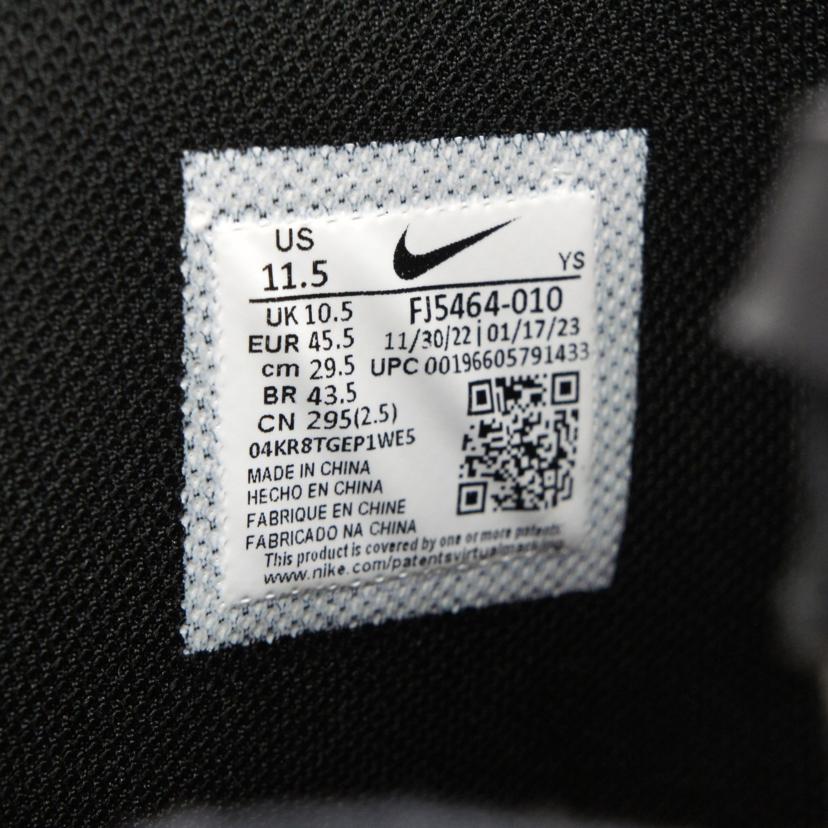 US
11.5
YS
UK 10.5
EUR 45.5
cm 29.5
BR 43.5
CN 295(2.5)
FJ5464-010
11/30/22 | 01/17/23
UPC 00196605791433
04KR8TGEP1WE5
MADE IN CHINA
HECHO EN CHINA
FABRIQUE EN CHINE
FABRICADO NA CHINA
This product is covered by one or more patents.
www.nike.com/patentsvirtualmarking